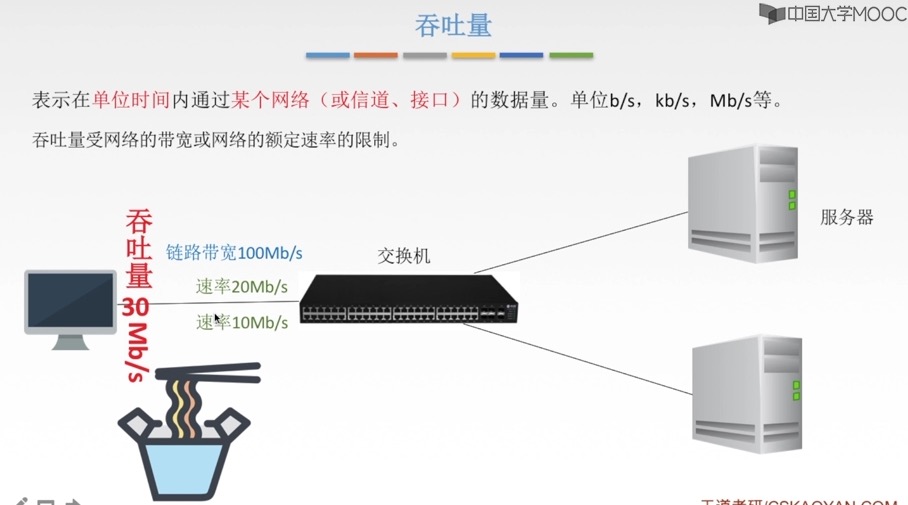 吞吐量
中国大学MOOC
表示在单位时间内通过某个网络（或信道、接口）的数据量。单位b/s，kb/s，Mb/s等。
吞吐量受网络的带宽或网络的额定速率的限制。
吞吐量30Mb/s
链路带宽100Mb/s
速率20Mb/s
速率10Mb/s
交换机
服务器
王道考研/CSKAOYAN.COM